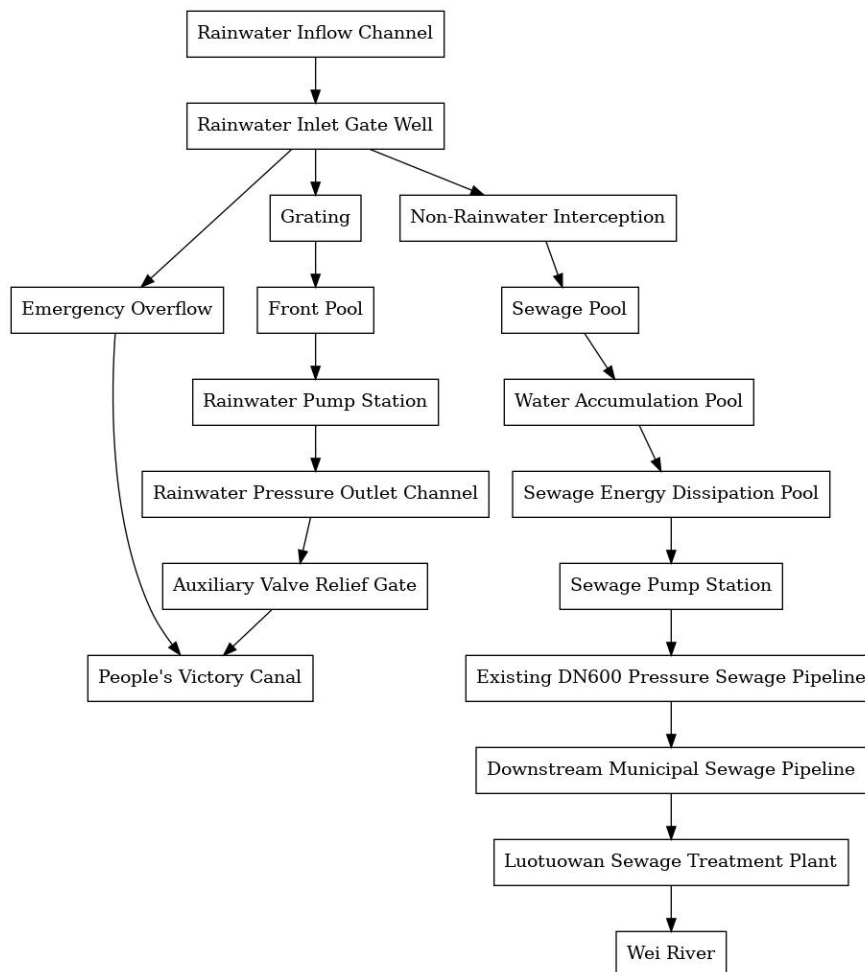 Rainwater Inflow Channel
Rainwater Inlet Gate Well
Grating
Non-Rainwater Interception
Emergency Overflow
Front Pool
Sewage Pool
Rainwater Pump Station
Water Accumulation Pool
Rainwater Pressure Outlet Channel
Sewage Energy Dissipation Pool
Auxiliary Valve Relief Gate
Sewage Pump Station
People's Victory Canal
Existing DN600 Pressure Sewage Pipeline
Downstream Municipal Sewage Pipeline
Luotuowan Sewage Treatment Plant
Wei River